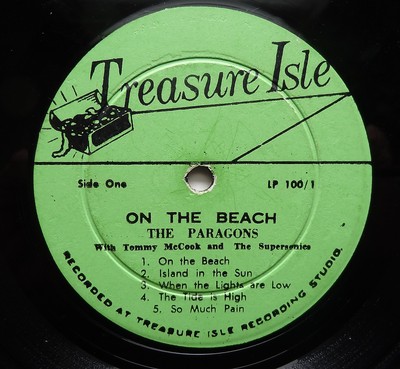 Treasure Isle
Side One
LP 100/1
ON THE BEACH
THE PARAGONS
With Tommy McCook and The Supersonics
1. On the Beach
2. Island in the Sun
3. When the Lights are Low
4. The Tide is High
5. So Much Pain
RECORDED AT TREASURE ISLE RECORDING STUDIO.